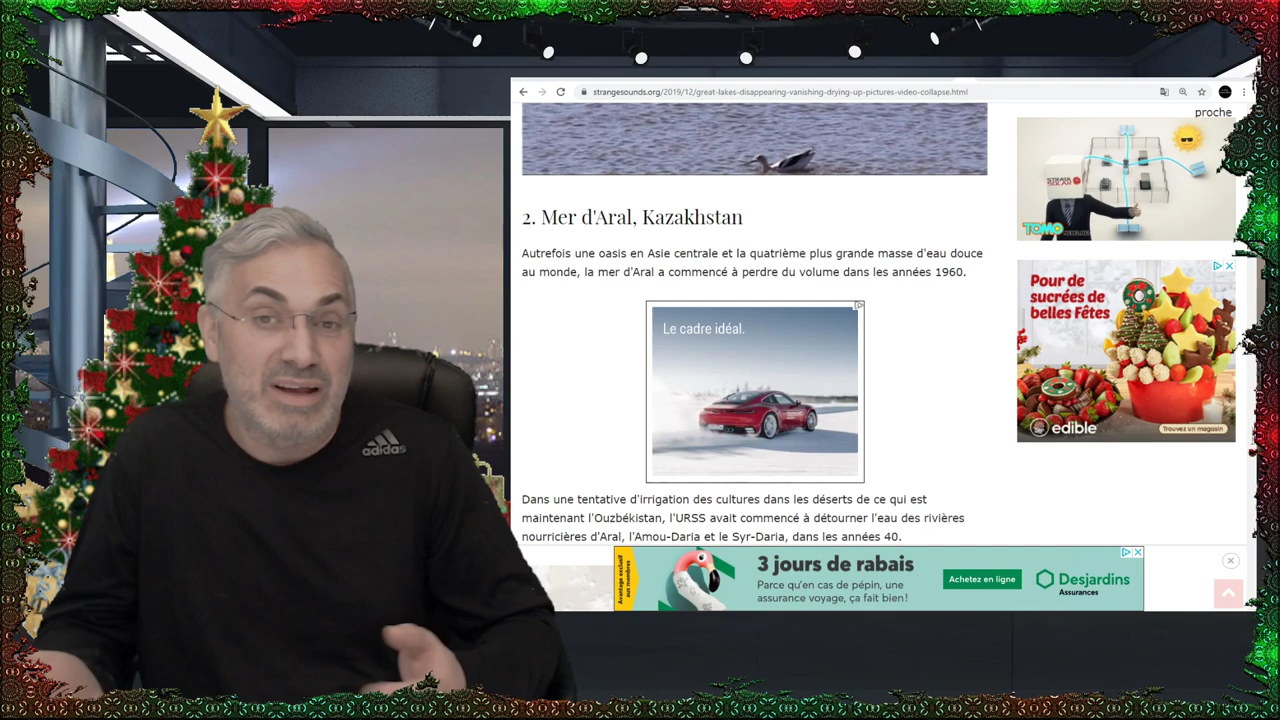 strangesounds.org/2019/12/great-lakes-disappearing-vanishing-drying-up-pictures-video-collapse.html
proche
2. Mer d'Aral, Kazakhstan
Autrefois une oasis en Asie centrale et la quatrième plus grande masse d'eau douce
au monde, la mer d'Aral a commencé à perdre du volume dans les années 1960.
Le cadre idéal.
Dans une tentative d'irrigation des cultures dans les déserts de ce qui est
maintenant l'Ouzbékistan, l'URSS avait commencé à détourner l'eau des rivières
nourricières d'Aral, l'Amou-Daria et le Syr-Daria, dans les années 40.
STRATA
SOLAR
TOMO
Pour de
sucrées de
belles Fêtes
edible
Trouvez un magasin
Avantage exclusif
aux membres
3 jours de rabais
Parce qu'en cas de pépin, une
assurance voyage, ça fait bien!
Achetez en ligne
Desjardins
Assurances
adidas